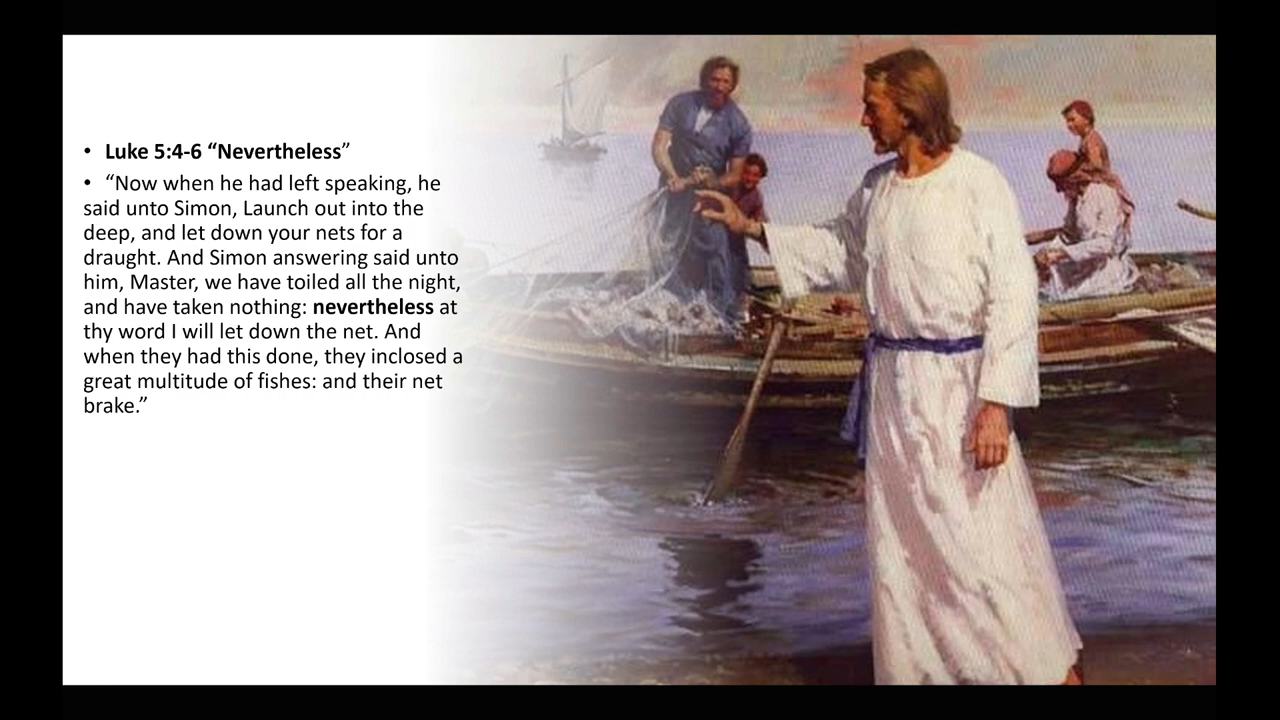 • Luke 5:4-6 “Nevertheless”
• “Now when he had left speaking, he
said unto Simon, Launch out into the
deep, and let down your nets for a
draught. And Simon answering said unto
him, Master, we have toiled all the night,
and have taken nothing: nevertheless at
thy word I will let down the net. And
when they had this done, they inclosed a
great multitude of fishes: and their net
brake.”